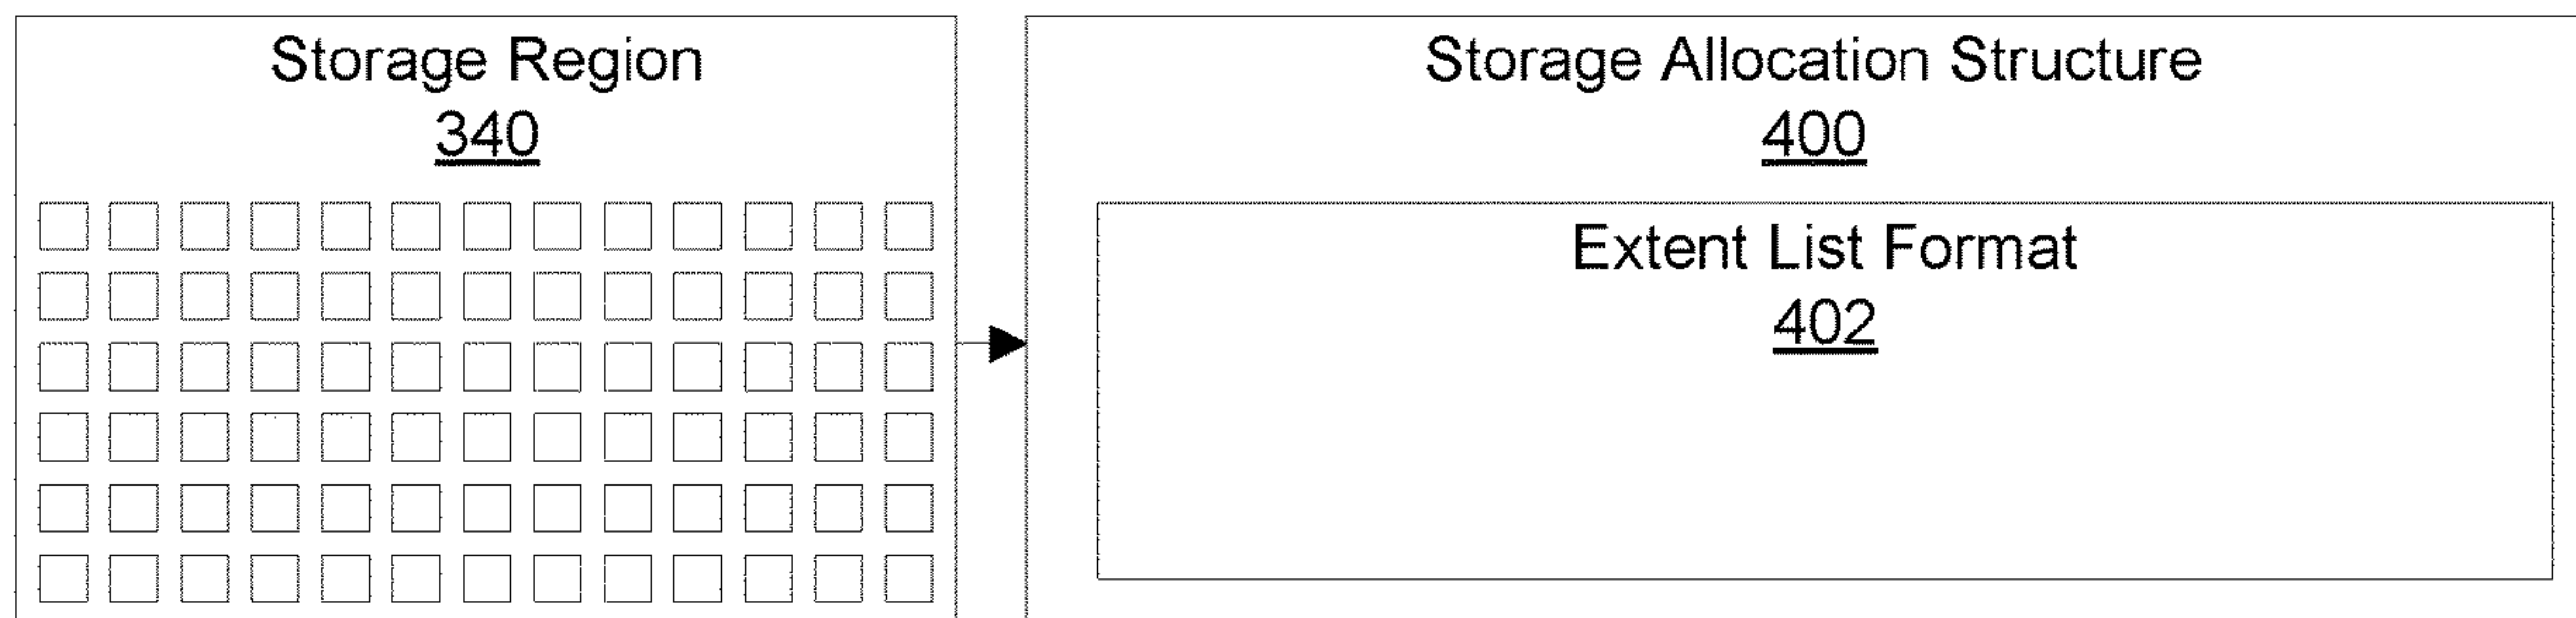 Storage Region
340
Storage Allocation Structure
400
Extent List Format
402